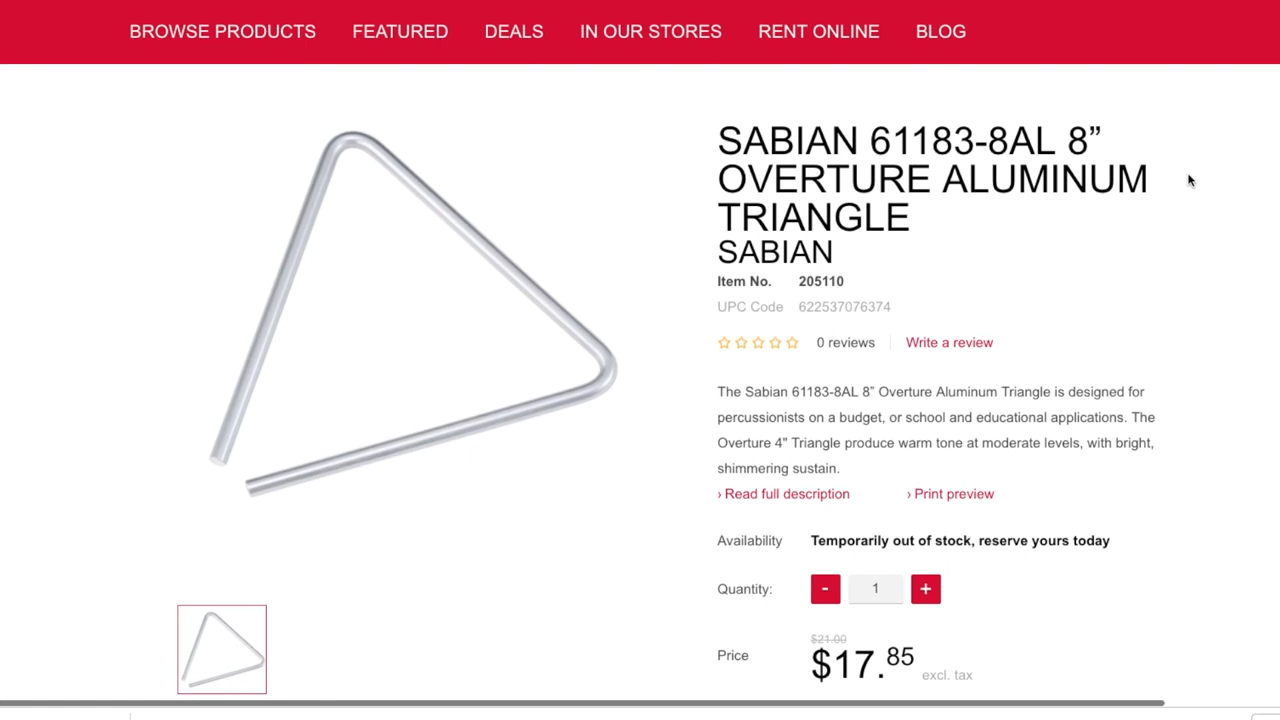 BROWSE PRODUCTS FEATURED DEALS IN OUR STORES RENT ONLINE BLOG
SABIAN 61183-8AL 8”
OVERTURE ALUMINUM
TRIANGLE
SABIAN
Item No. 205110
UPC Code 622537076374
0 reviews Write a review
The Sabian 61183-8AL 8” Overture Aluminum Triangle is designed for
percussionists on a budget, or school and educational applications. The
Overture 4" Triangle produce warm tone at moderate levels, with bright,
shimmering sustain.
› Read full description › Print preview
Availability Temporarily out of stock, reserve yours today
Quantity: - 1 +
$21.00
Price $17.85 excl. tax